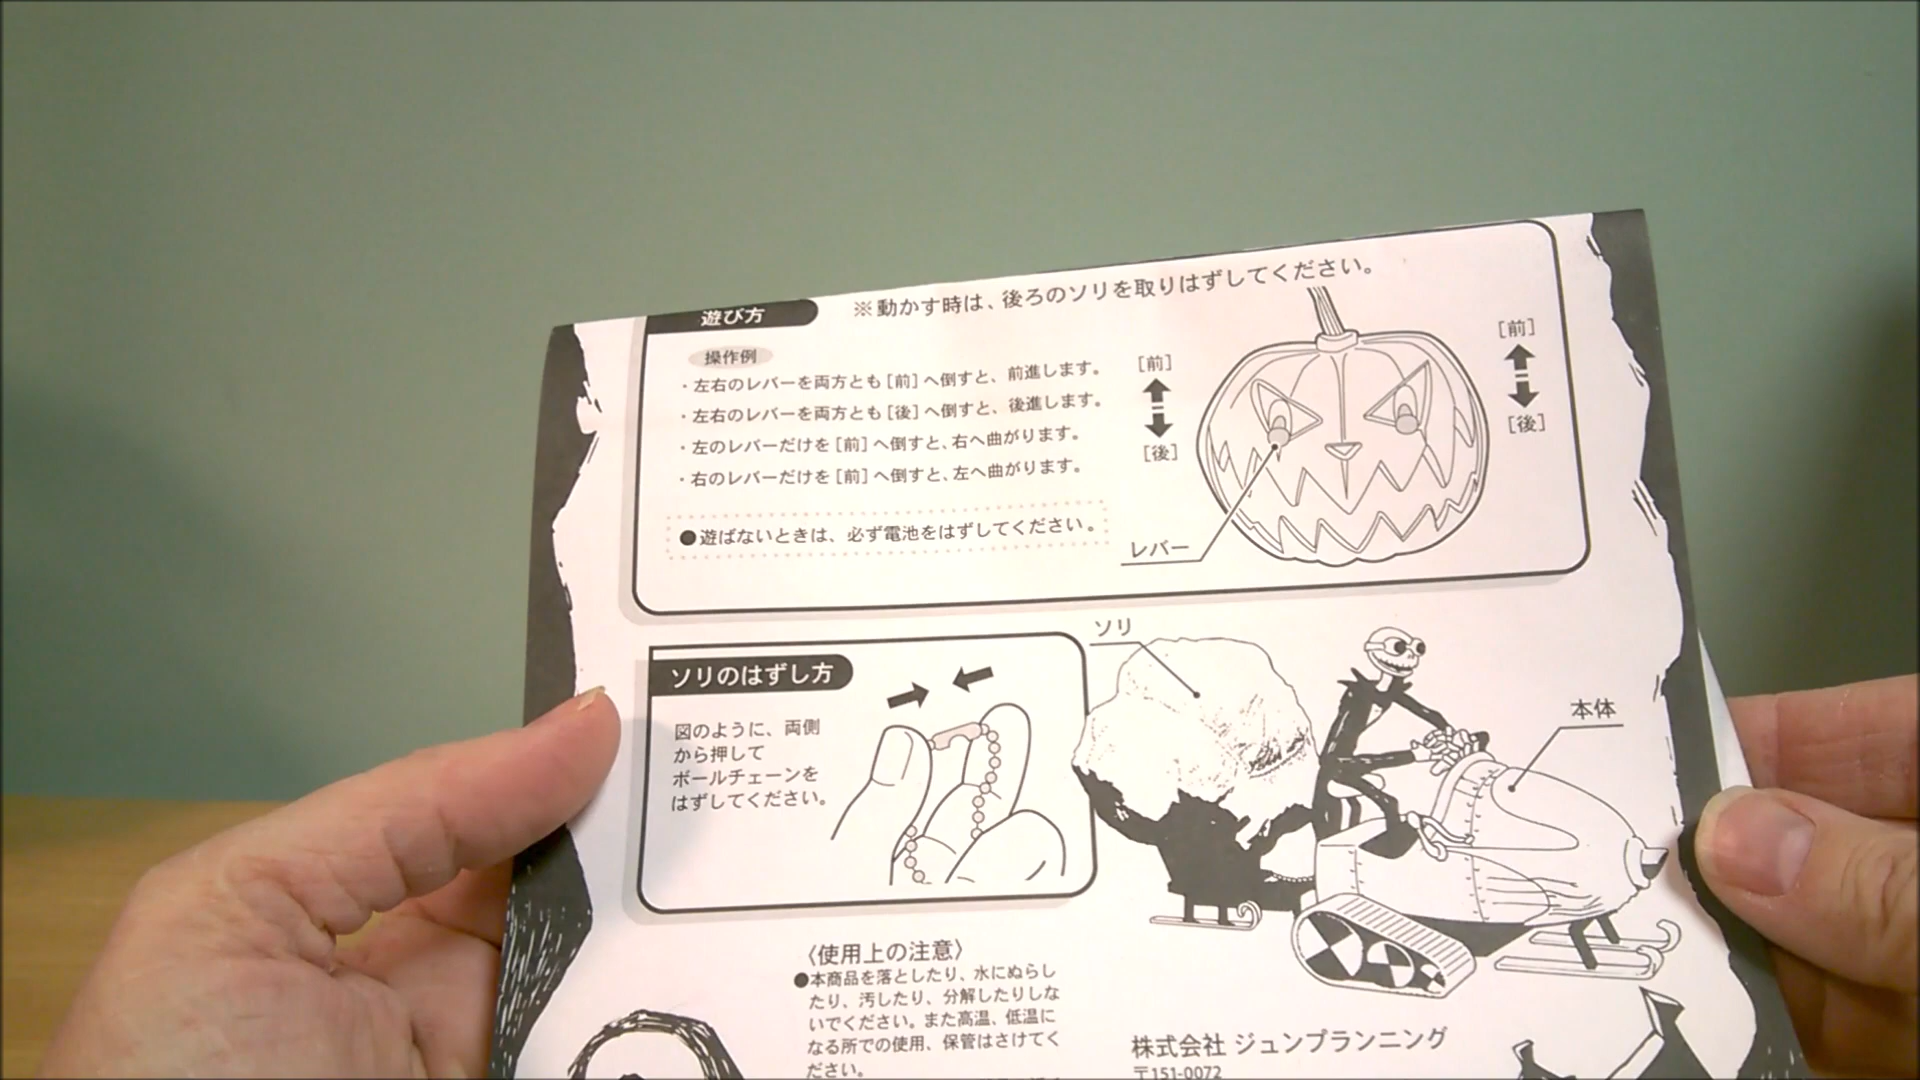 遊び方
※動かす時は、後ろのソリを取りはずしてください。
操作例
・左右のレバーを両方とも［前］へ倒すと、前進します。
・左右のレバーを両方とも［後］へ倒すと、後進します。
・左のレバーだけを［前］へ倒すと、右へ曲がります。
・右のレバーだけを［前］へ倒すと、左へ曲がります。
●遊ばないときは、必ず電池をはずしてください。
［前］
［後］
［前］
［後］
レバー
ソリのはずし方
図のように、両側
から押して
ボールチェーンを
はずしてください。
ソリ
本体
〈使用上の注意〉
●本商品を落としたり、水にぬらし
たり、汚したり、分解したりしな
いでください。また高温、低温に
なる所での使用、保管はさけてく
ださい。
株式会社 ジュンプランニング
〒151-0072